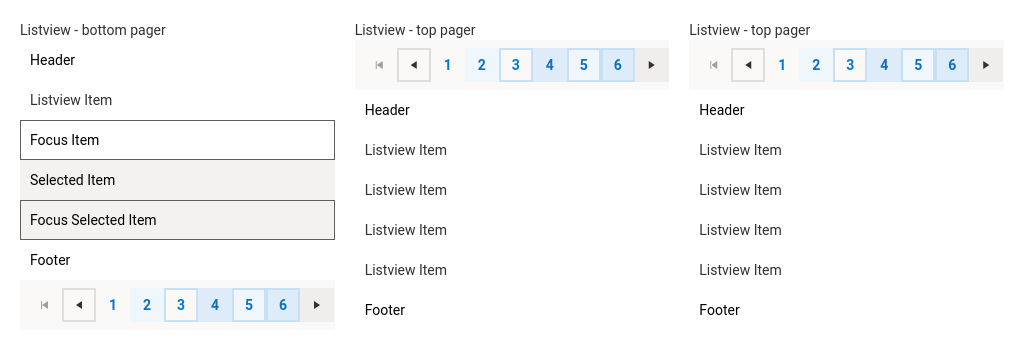 Listview - bottom pager
Header
Listview Item
Focus Item
Selected Item
Focus Selected Item
Footer
1 2 3 4 5 6
Listview - top pager
1 2 3 4 5 6
Header
Listview Item
Listview Item
Listview Item
Listview Item
Footer
Listview - top pager
1 2 3 4 5 6
Header
Listview Item
Listview Item
Listview Item
Listview Item
Footer